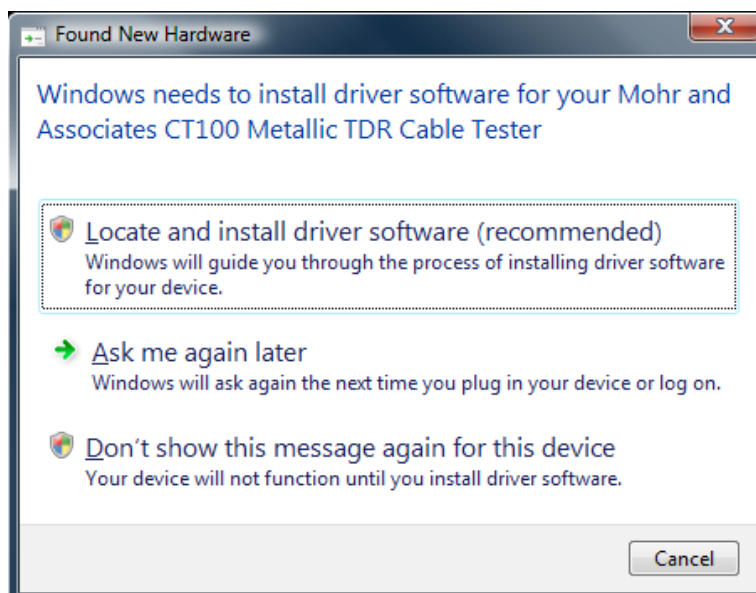 Found New Hardware
Windows needs to install driver software for your Mohr and
Associates CT100 Metallic TDR Cable Tester
Locate and install driver software (recommended)
Windows will guide you through the process of installing driver software
for your device.
Ask me again later
Windows will ask again the next time you plug in your device or log on.
Don't show this message again for this device
Your device will not function until you install driver software.
Cancel